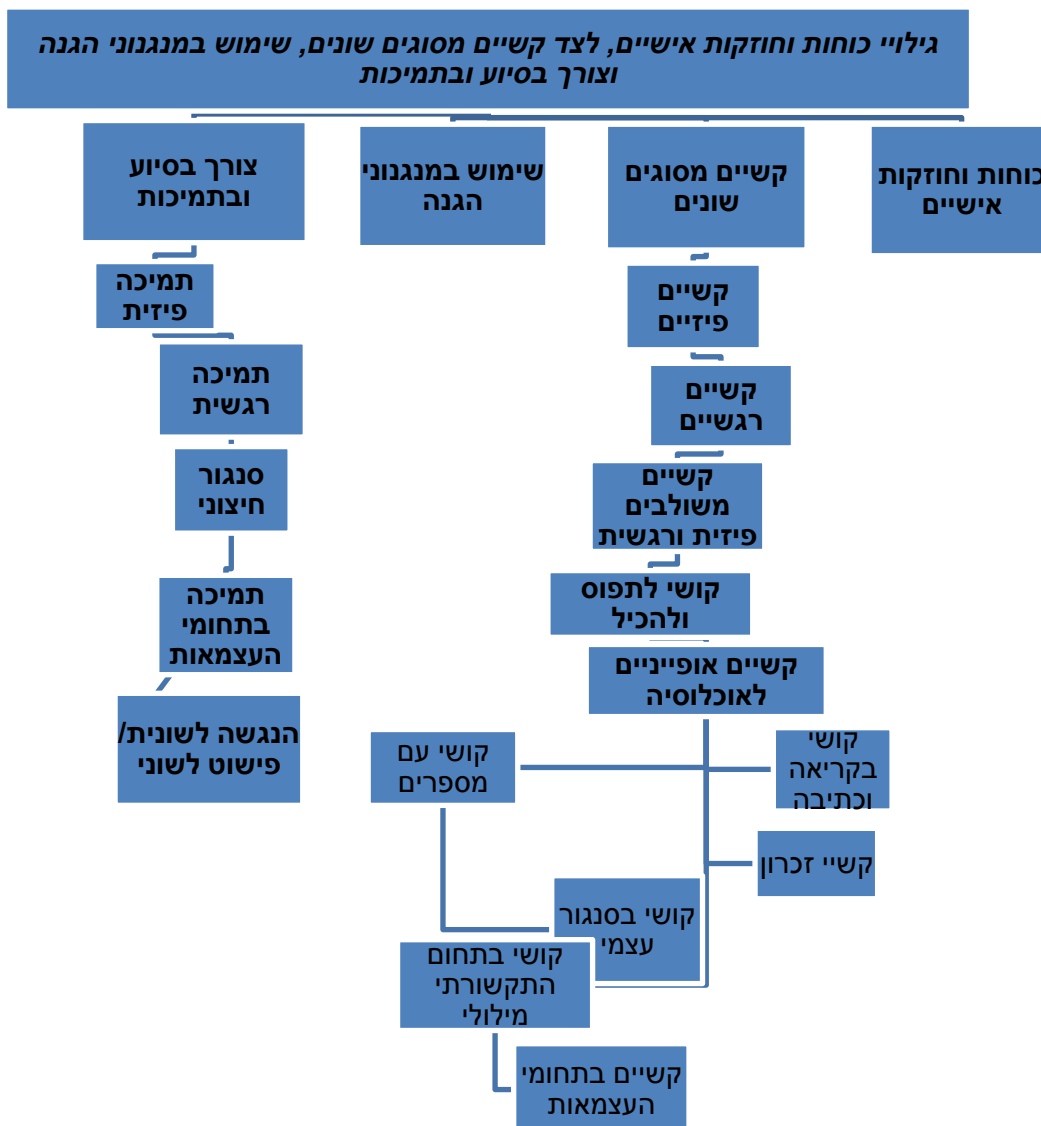 גילויי כוחות וחוזקות אישיים, לצד קשיים מסוגים שונים, שימוש במנגנוני הגנה
וצורך בסיוע ובתמיכות
כוחות וחוזקות
אישיים
קשיים מסוגים
שונים
שימוש במנגנוני
הגנה
צורך בסיוע
ובתמיכות
קשיים
פיזיים
קשיים
רגשיים
קשיים
משולבים
פיזית ורגשית
קושי לתפוס
ולהכיל
קשיים אופייניים
לאוכלוסיה
קושי
בקריאה
וכתיבה
קושי עם
מספרים
קשיי זכרון
קושי בסנגור
עצמי
קושי בתחום
התקשורתי
מילולי
קשיים בתחומי
העצמאות
תמיכה
פיזית
תמיכה
רגשית
סנגור
חיצוני
תמיכה
בתחומי
העצמאות
הנגשה לשונית/
פישוט לשוני